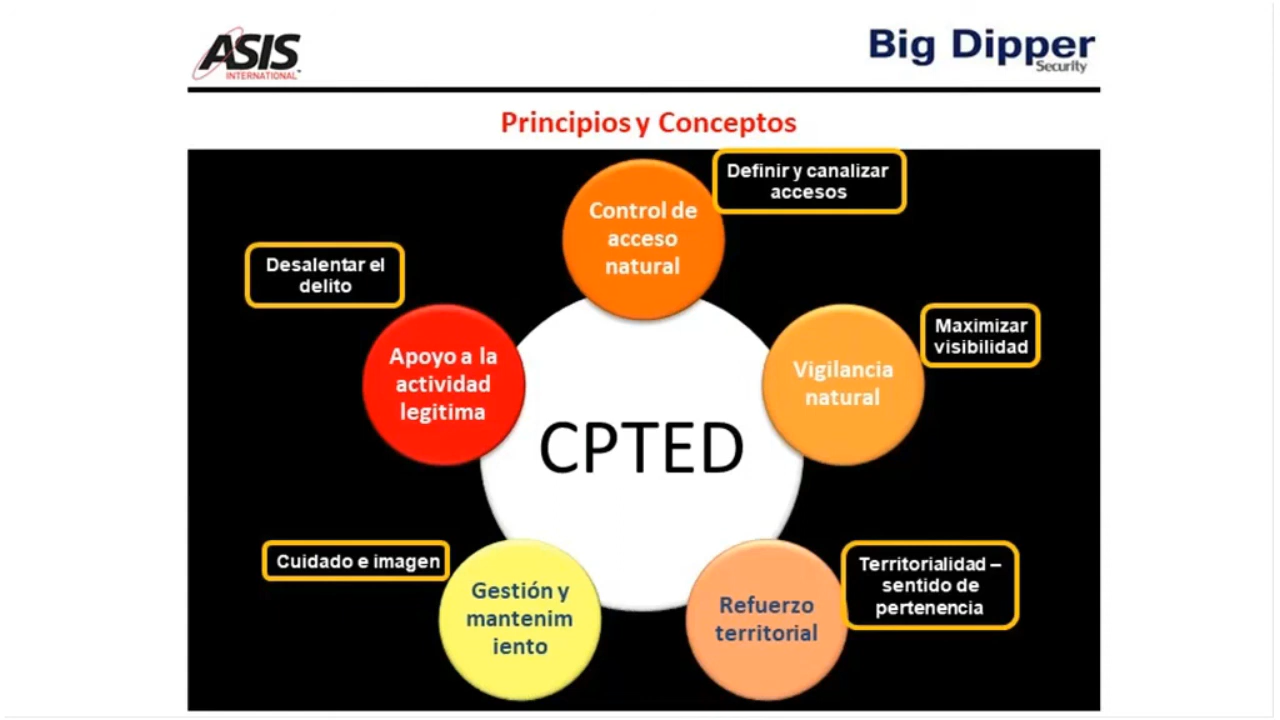 ASIS
INTERNATIONAL™
Big Dipper
Security
Principios y Conceptos
Control de
acceso
natural
Definir y canalizar
accesos
Desalentar el
delito
Apoyo a la
actividad
legitima
Vigilancia
natural
Maximizar
visibilidad
CPTED
Cuidado e imagen
Gestión y
mantenim
iento
Refuerzo
territorial
Territorialidad –
sentido de
pertenencia